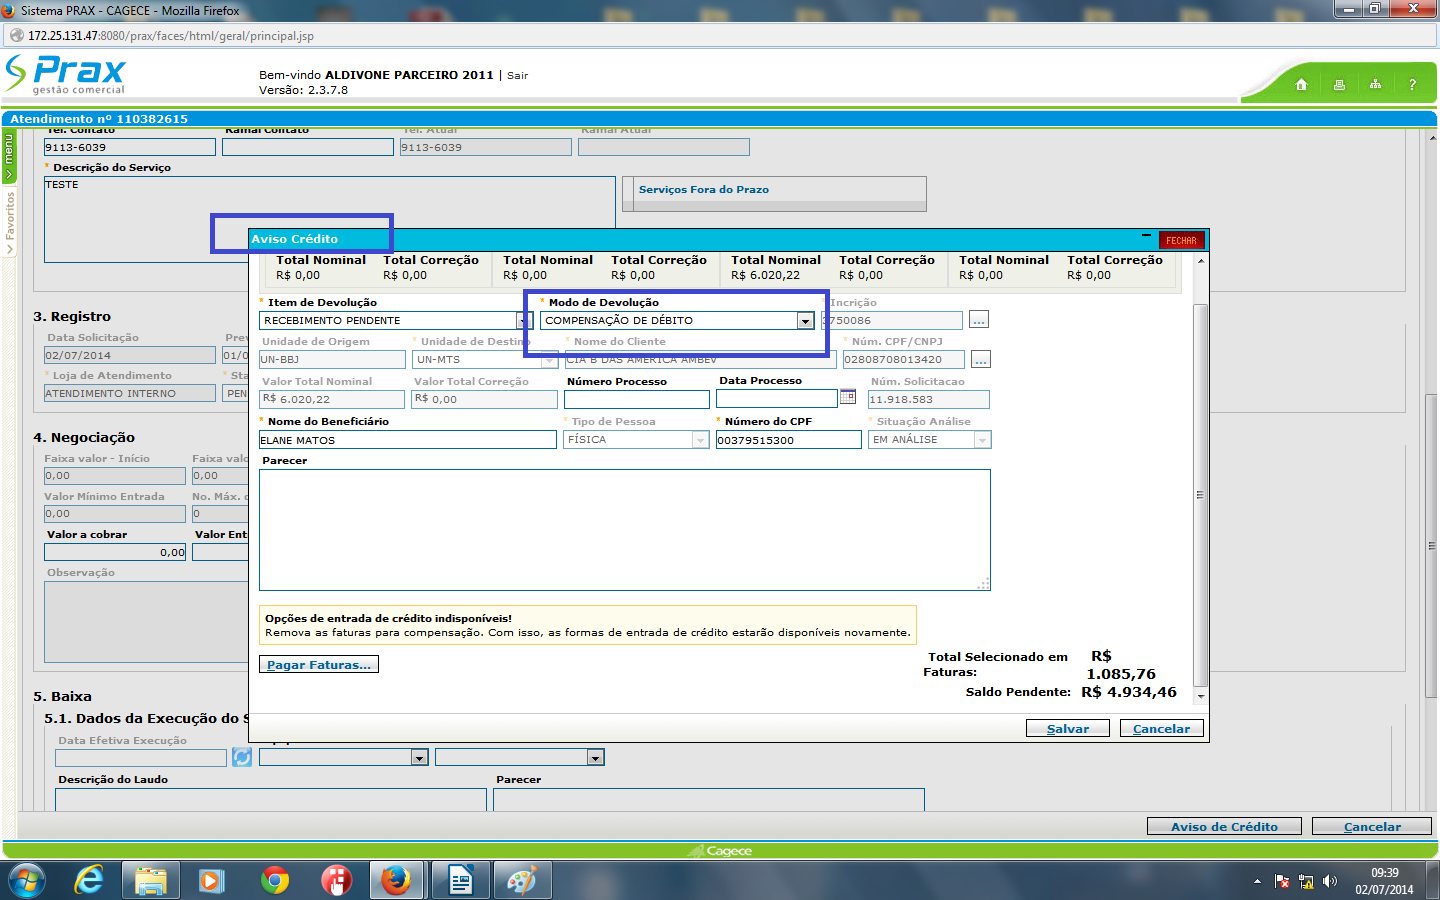 Sistema PRAX - CAGECE - Mozilla Firefox
172.25.131.47:8080/prax/faces/html/geral/principal.jsp
Prax
gestão comercial
Bem-vindo ALDIVONE PARCEIRO 2011 | Sair
Versão: 2.3.7.8
?
Atendimento nº 110382615
menu
Favoritos
Tel. Contato Ramal Contato Tel. Atual Ramal Atual
9113-6039 9113-6039
* Descrição do Serviço
TESTE
Serviços Fora do Prazo
Aviso Crédito
FECHAR
Total Nominal Total Correção Total Nominal Total Correção Total Nominal Total Correção Total Nominal Total Correção
R$ 0,00 R$ 0,00 R$ 0,00 R$ 0,00 R$ 6.020,22 R$ 0,00 R$ 0,00 R$ 0,00
* Item de Devolução * Modo de Devolução * Incrição
RECEBIMENTO PENDENTE COMPENSAÇÃO DE DÉBITO 3750086 ...
Unidade de Origem * Unidade de Destino * Nome do Cliente * Núm. CPF/CNPJ
UN-BBJ UN-MTS CIA B DAS AMERICA AMBEV 02808708013420 ...
Valor Total Nominal Valor Total Correção Número Processo Data Processo Núm. Solicitacao
R$ 6.020,22 R$ 0,00 11.918.583
* Nome do Beneficiário * Tipo de Pessoa * Número do CPF * Situação Análise
ELANE MATOS FÍSICA 00379515300 EM ANÁLISE
Parecer
Opções de entrada de crédito indisponíveis!
Remova as faturas para compensação. Com isso, as formas de entrada de crédito estarão disponíveis novamente.
Pagar Faturas...
Total Selecionado em Faturas: R$ 1.085,76
Saldo Pendente: R$ 4.934,46
Salvar Cancelar
3. Registro
Data Solicitação Prev
02/07/2014 01/0
* Loja de Atendimento * Sta
ATENDIMENTO INTERNO PEN
4. Negociação
Faixa valor - Início Faixa valo
0,00 0,00
Valor Mínimo Entrada No. Máx. c
0,00 0
Valor a cobrar Valor Ent
0,00
Observação
5. Baixa
5.1. Dados da Execução do S
Data Efetiva Execução
Descrição do Laudo Parecer
Aviso de Crédito Cancelar
Cagece
09:39
02/07/2014